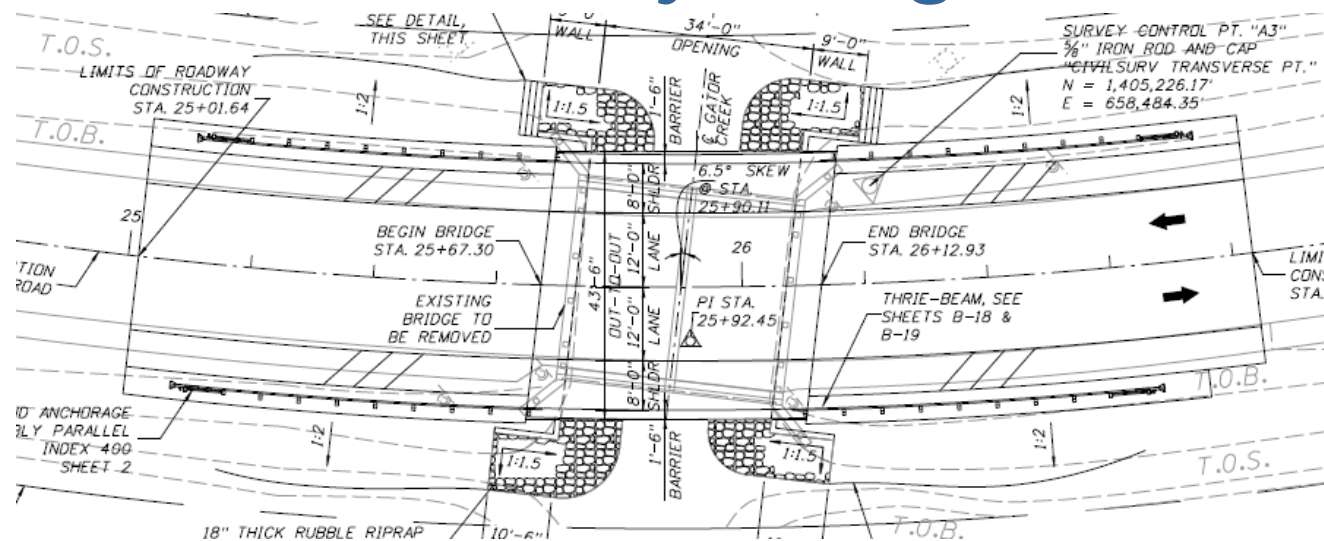 SEE DETAIL,
THIS SHEET
WALL
34'-0"
OPENING
9'-0"
WALL
SURVEY CONTROL PT. "A3"
⅝" IRON ROD AND CAP
"CIVILSURV TRANSVERSE PT."
N = 1,405,226.17'
E = 658,484.35'
T.O.S.
LIMITS OF ROADWAY
CONSTRUCTION
STA. 25+01.64
1:2
1:1.5
1'-6"
BARRIER
℄ GATOR
CREEK
1:1.5
1:2
T.O.B.
8'-0"
SHLDR
6.5° SKEW
@ STA.
25+90.11
25
BEGIN BRIDGE
STA. 25+67.30
43'-6"
OUT-TO-OUT
12'-0"
LANE
26
END BRIDGE
STA. 26+12.93
EXISTING
BRIDGE TO
BE REMOVED
12'-0"
LANE
PI STA.
25+92.45
THRIE-BEAM, SEE
SHEETS B-18 &
B-19
8'-0"
SHLDR
T.O.B.
ANCHORAGE
PARALLEL
INDEX 400
SHEET 2
1:2
1:1.5
1'-6"
BARRIER
1:1.5
1:2
T.O.S.
18" THICK RUBBLE RIPRAP
10'-6"
T.O.B.